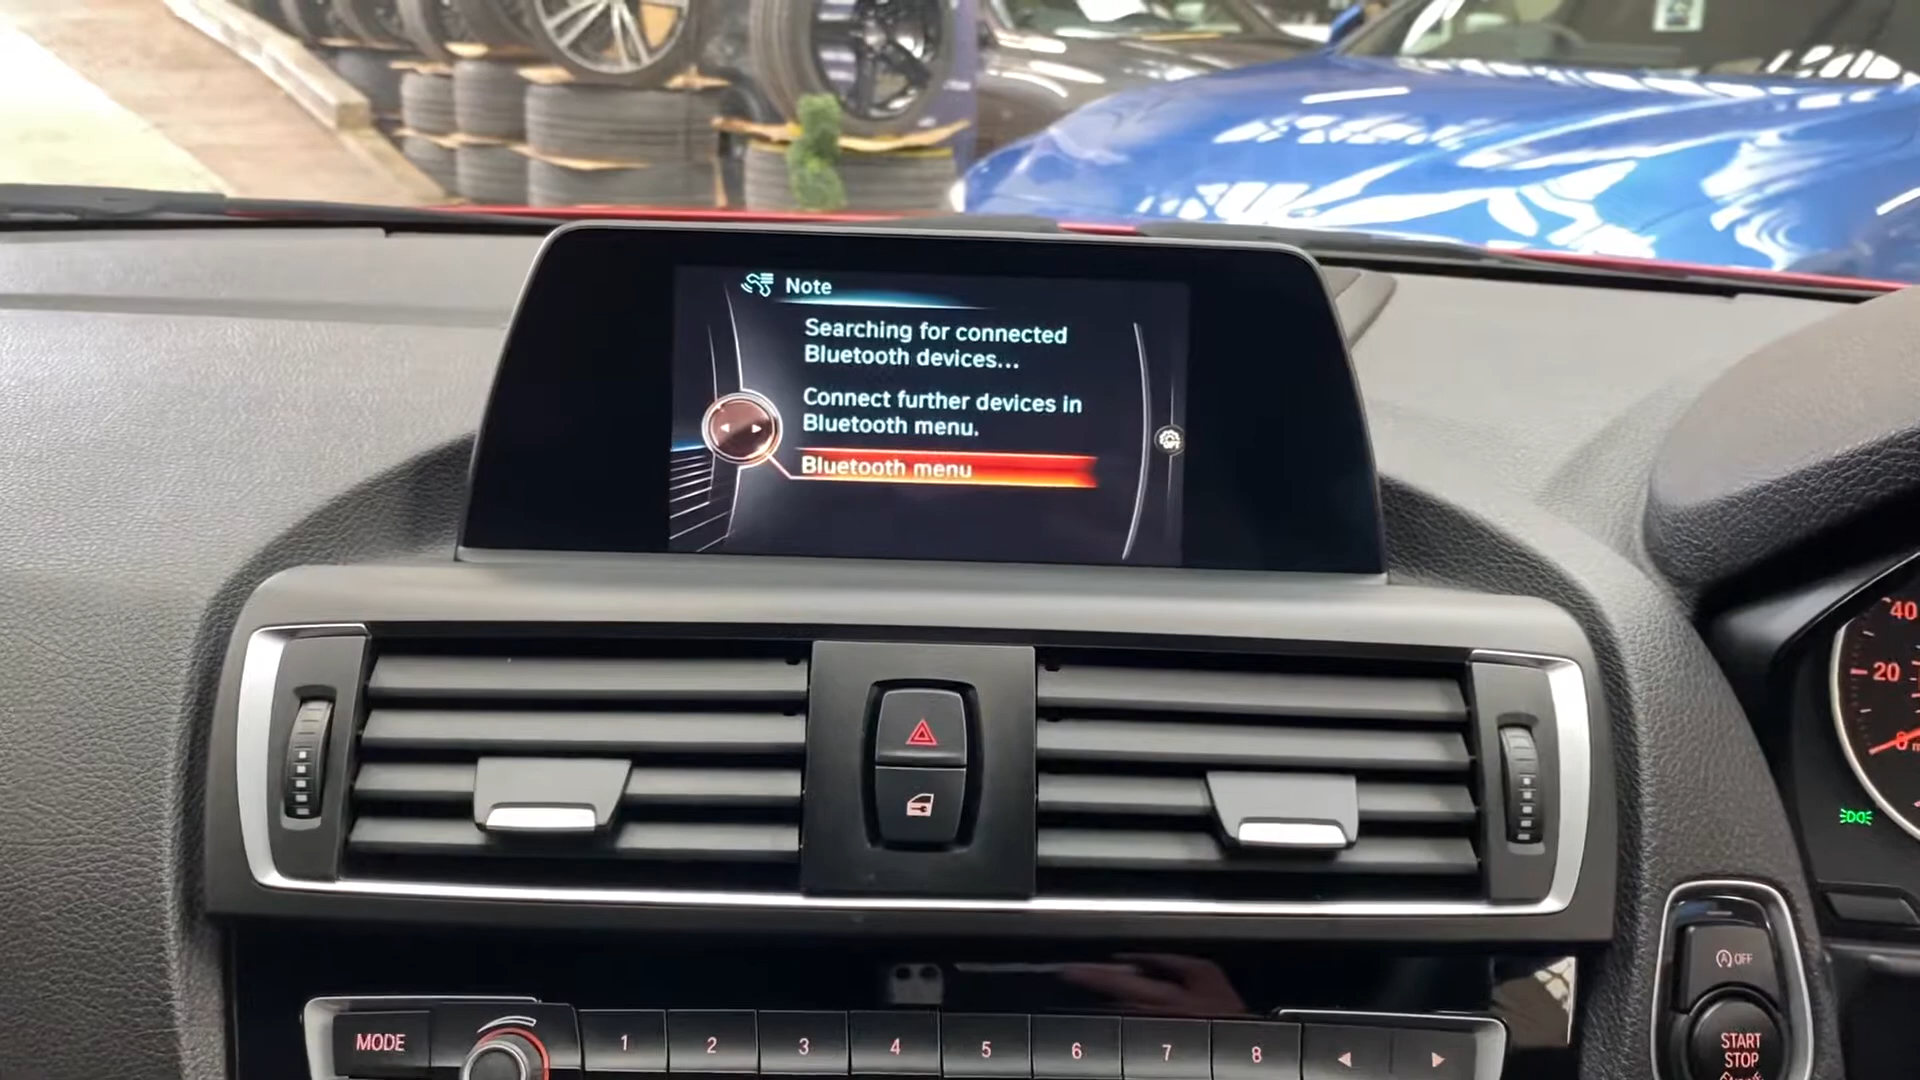 Note
Searching for connected
Bluetooth devices...
Connect further devices in
Bluetooth menu.
Bluetooth menu
40
20
0
OFF
START
STOP
MODE
1 2 3 4 5 6 7 8